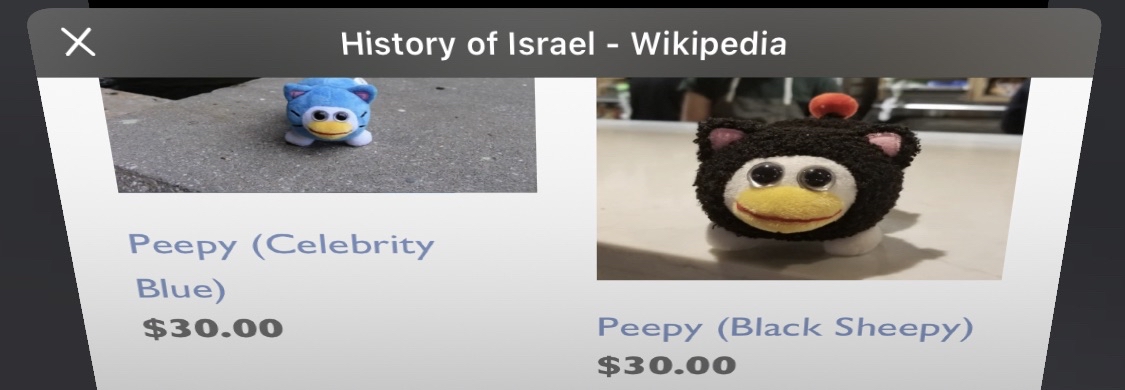 History of Israel - Wikipedia
Peepy (Celebrity
Blue)
$30.00
Peepy (Black Sheepy)
$30.00